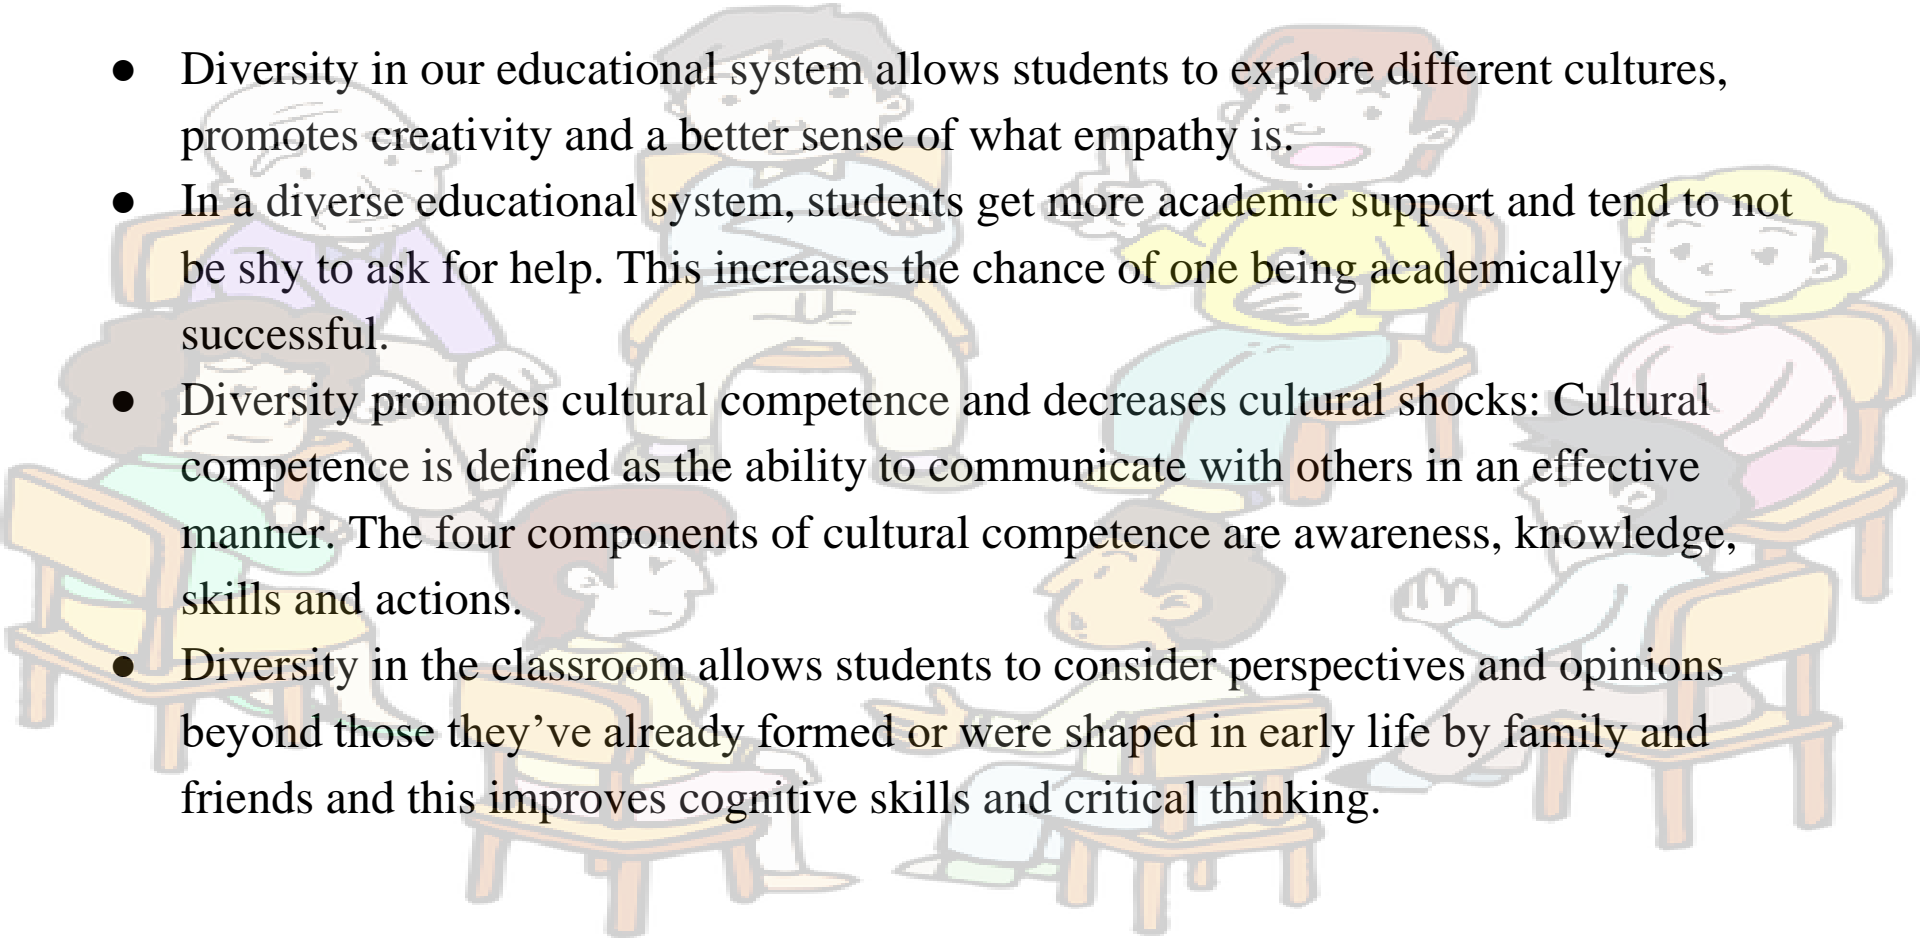 ● Diversity in our educational system allows students to explore different cultures,
promotes creativity and a better sense of what empathy is.
● In a diverse educational system, students get more academic support and tend to not
be shy to ask for help. This increases the chance of one being academically
successful.
● Diversity promotes cultural competence and decreases cultural shocks: Cultural
competence is defined as the ability to communicate with others in an effective
manner. The four components of cultural competence are awareness, knowledge,
skills and actions.
● Diversity in the classroom allows students to consider perspectives and opinions
beyond those they’ve already formed or were shaped in early life by family and
friends and this improves cognitive skills and critical thinking.